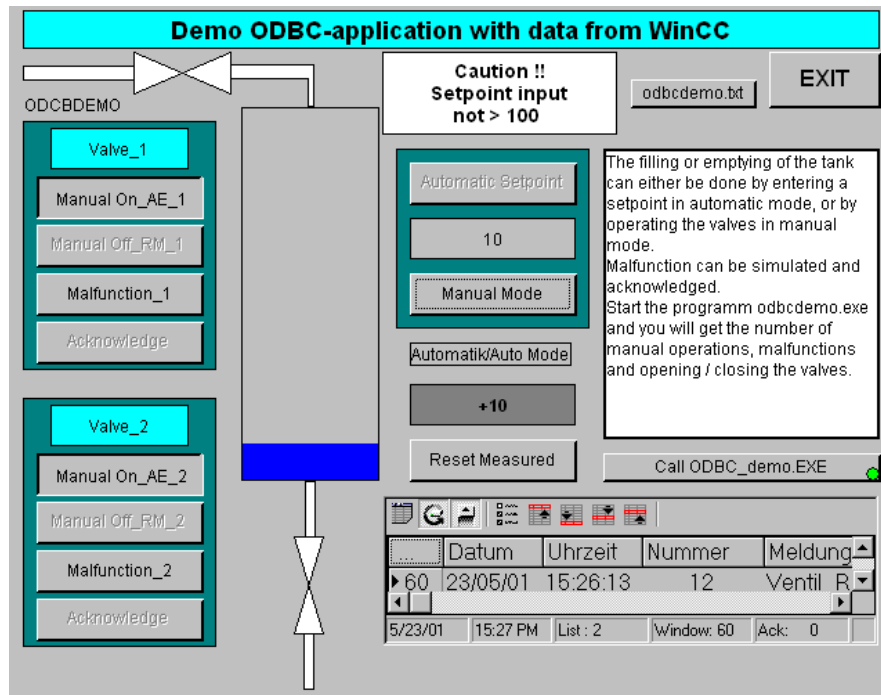 Demo ODBC-application with data from WinCC
Caution !!
Setpoint input
not > 100
odbcdemo.txt
EXIT
ODCBDEMO
Valve_1
Manual On_AE_1
Manual Off_RM_1
Malfunction_1
Acknowledge
Automatic Setpoint
10
Manual Mode
Automatik/Auto Mode
+10
Reset Measured
The filling or emptying of the tank
can either be done by entering a
setpoint in automatic mode, or by
operating the valves in manual
mode.
Malfunction can be simulated and
acknowledged.
Start the programm odbcdemo.exe
and you will get the number of
manual operations, malfunctions
and opening / closing the valves.
Call ODBC_demo.EXE
Valve_2
Manual On_AE_2
Manual Off_RM_2
Malfunction_2
Acknowledge
... Datum Uhrzeit Nummer Meldung
60 23/05/01 15:26:13 12 Ventil R
5/23/01 15:27 PM List : 2 Window: 60 Ack: 0